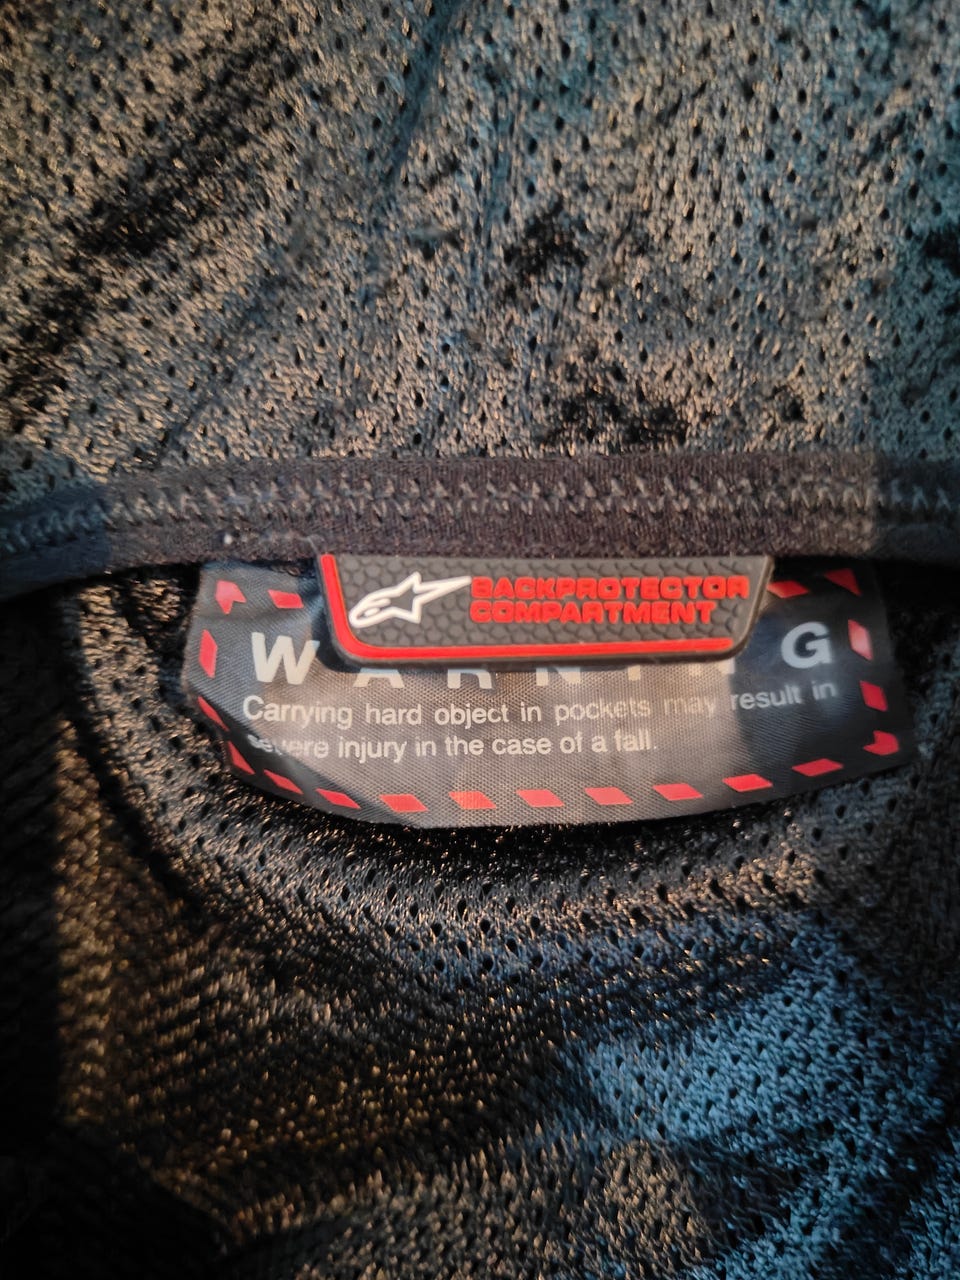 BACKPROTECTOR
COMPARTMENT
WARNING
Carrying hard object in pockets may result in
severe injury in the case of a fall.